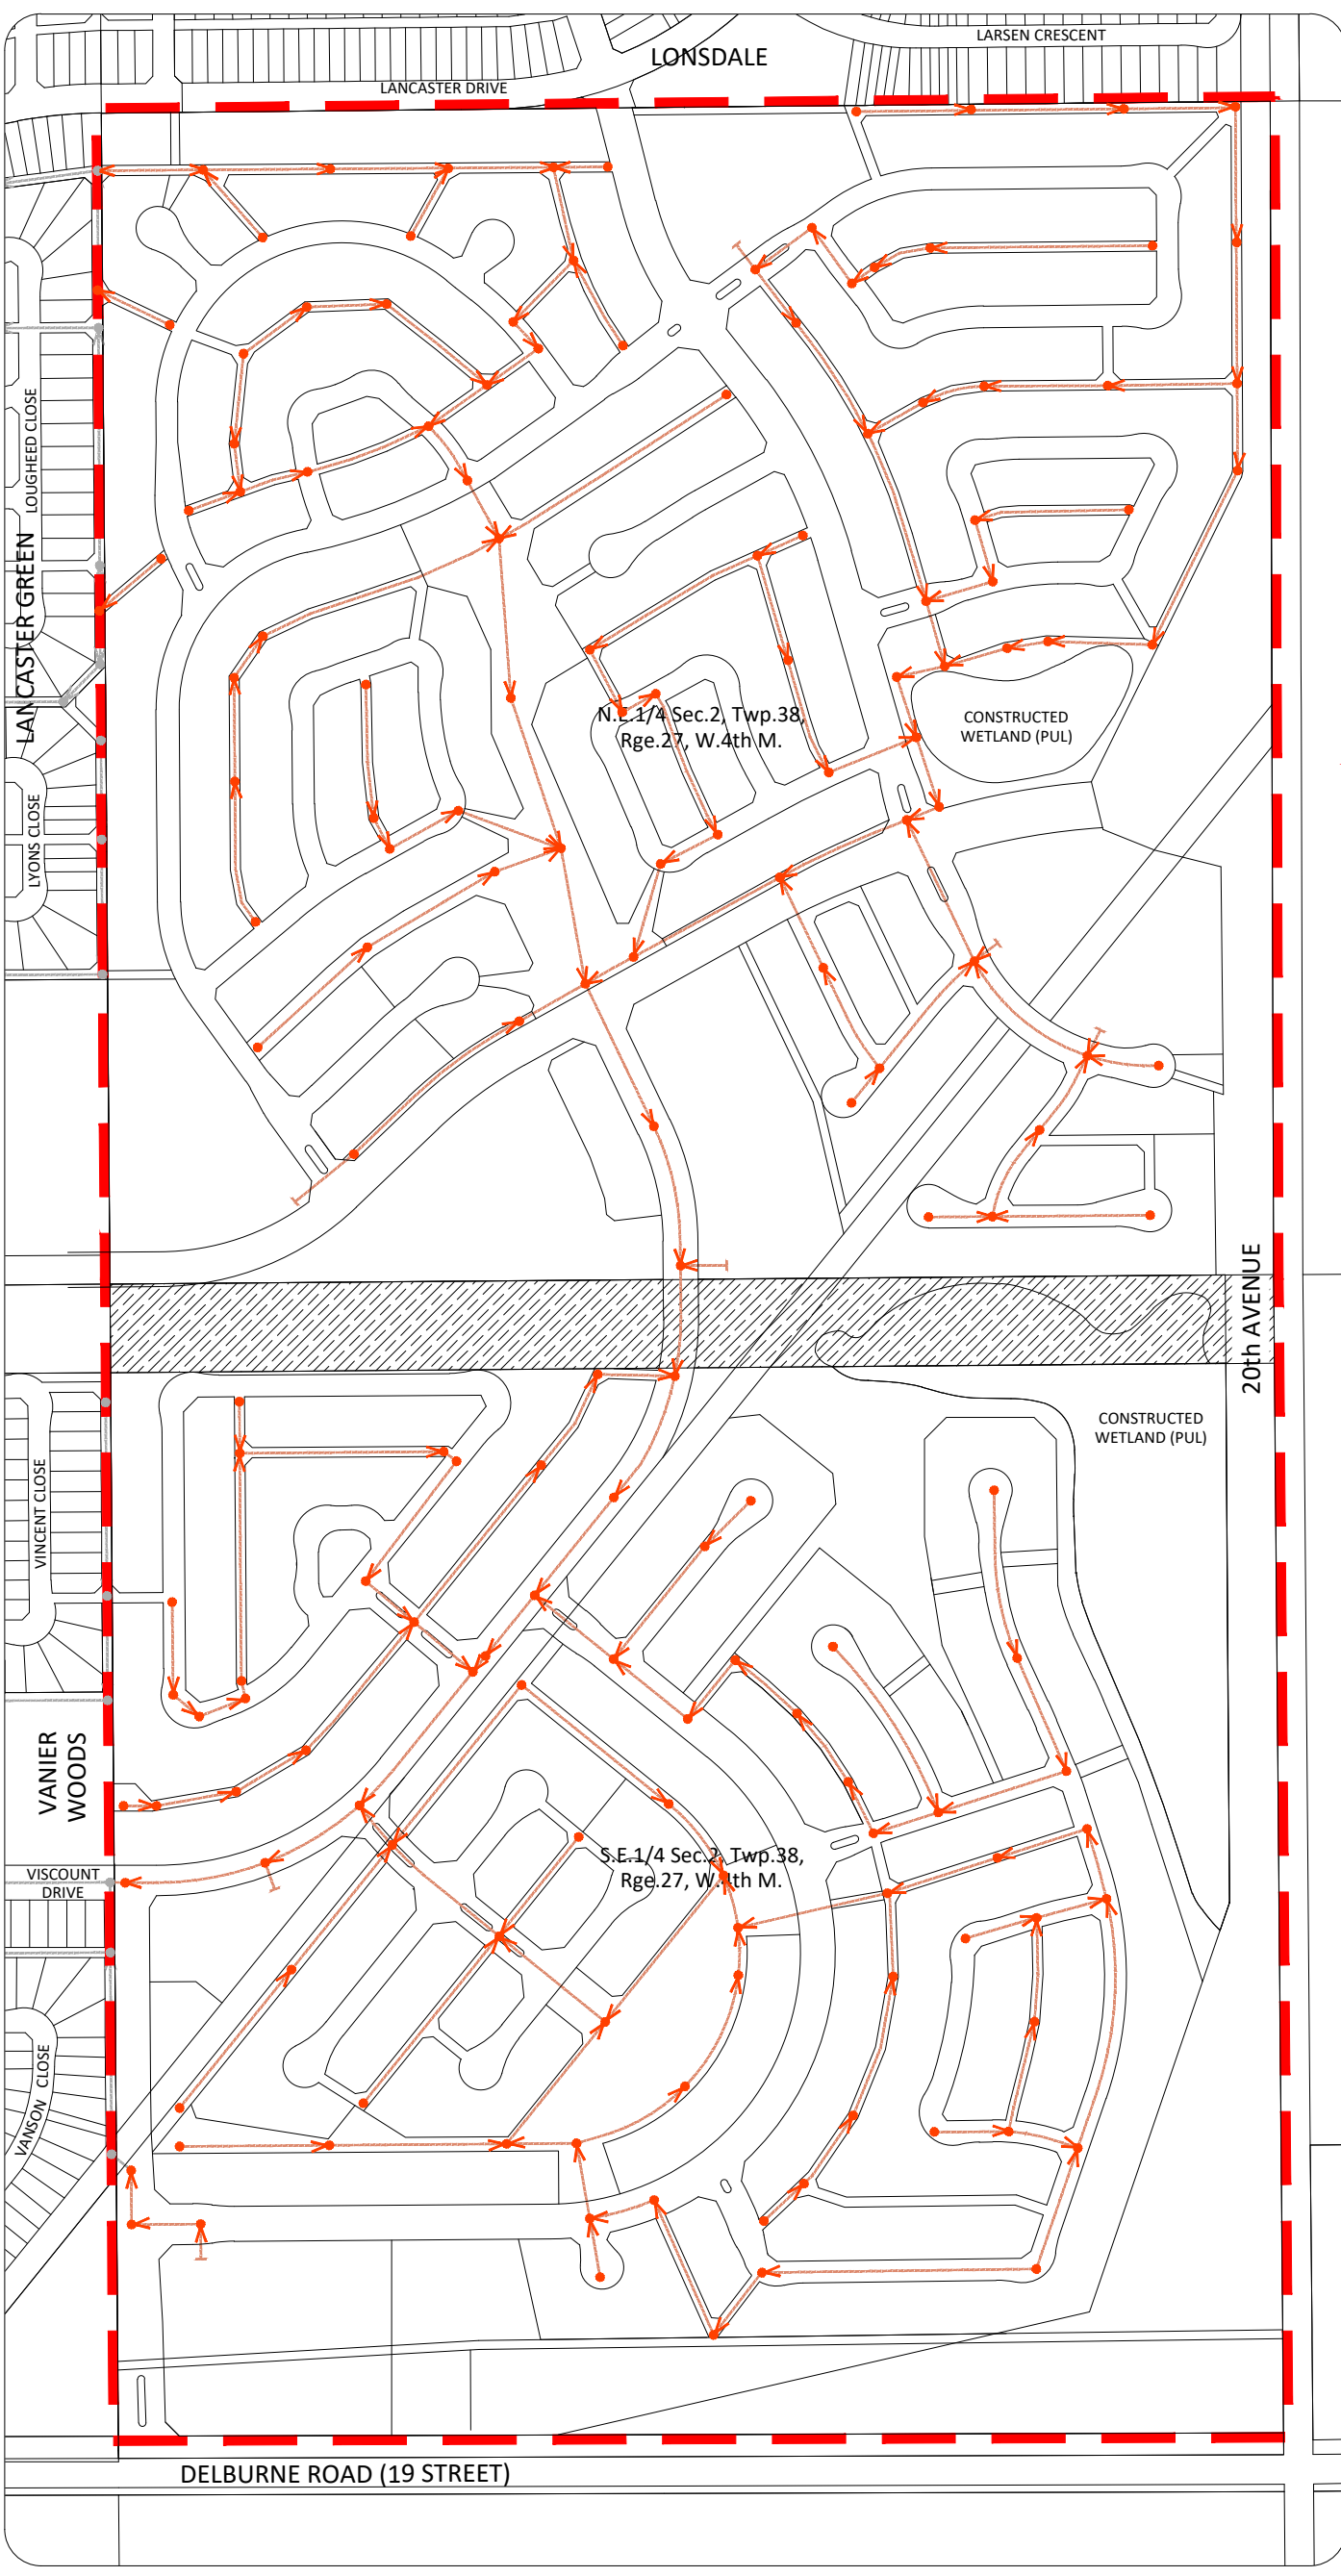 LARSEN CRESCENT
LONSDALE
LANCASTER DRIVE
LOUGHEED CLOSE
LANCASTER GREEN
N.E.1/4 Sec.2, Twp.38,
Rge.27, W.4th M.
CONSTRUCTED
WETLAND (PUL)
LYONS CLOSE
20th AVENUE
CONSTRUCTED
WETLAND (PUL)
VINCENT CLOSE
VANIER
WOODS
S.E.1/4 Sec.2, Twp.38,
Rge.27, W.4th M.
VISCOUNT
DRIVE
VANSON CLOSE
DELBURNE ROAD (19 STREET)